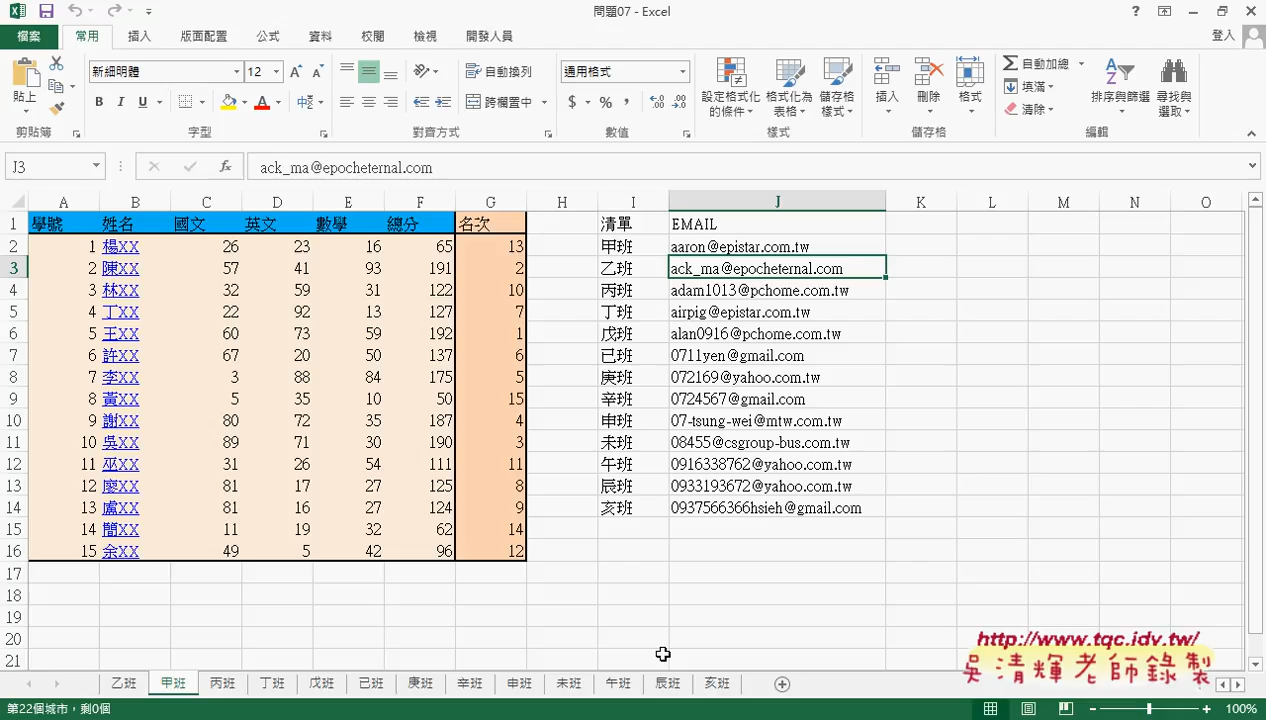 問題07 - Excel
檔案 常用 插入 版面配置 公式 資料 校閱 檢視 開發人員 登入
貼上 新細明體 12 自動換列 通用格式 設定格式化的條件 格式化為表格 儲存格樣式 插入 刪除 格式 自動加總 填滿 清除 排序與篩選 尋找與選取
B I U 跨欄置中 $ %
剪貼簿 字型 對齊方式 數值 樣式 儲存格 編輯
J3 fx ack_ma@epocheternal.com
A B C D E F G H I J K L M N O
1 學號 姓名 國文 英文 數學 總分 名次 清單 EMAIL
2 1 楊XX 26 23 16 65 13 甲班 aaron@epistar.com.tw
3 2 陳XX 57 41 93 191 2 乙班 ack_ma@epocheternal.com
4 3 林XX 32 59 31 122 10 丙班 adam1013@pchome.com.tw
5 4 丁XX 22 92 13 127 7 丁班 airpig@epistar.com.tw
6 5 王XX 60 73 59 192 1 戊班 alan0916@pchome.com.tw
7 6 許XX 67 20 50 137 6 已班 0711yen@gmail.com
8 7 李XX 3 88 84 175 5 庚班 072169@yahoo.com.tw
9 8 黃XX 5 35 10 50 15 辛班 0724567@gmail.com
10 9 謝XX 80 72 35 187 4 申班 07-tsung-wei@mtw.com.tw
11 10 吳XX 89 71 30 190 3 未班 08455@csgroup-bus.com.tw
12 11 巫XX 31 26 54 111 11 午班 0916338762@yahoo.com.tw
13 12 廖XX 81 17 27 125 8 辰班 0933193672@yahoo.com.tw
14 13 盧XX 81 16 27 124 9 亥班 0937566366hsieh@gmail.com
15 14 簡XX 11 19 32 62 14
16 15 余XX 49 5 42 96 12
17
18
19
20
21
http://www.tqc.idv.tw/
吳清輝老師錄製
乙班 甲班 丙班 丁班 戊班 已班 庚班 辛班 申班 未班 午班 辰班 亥班
第22個城市，剩0個 100%